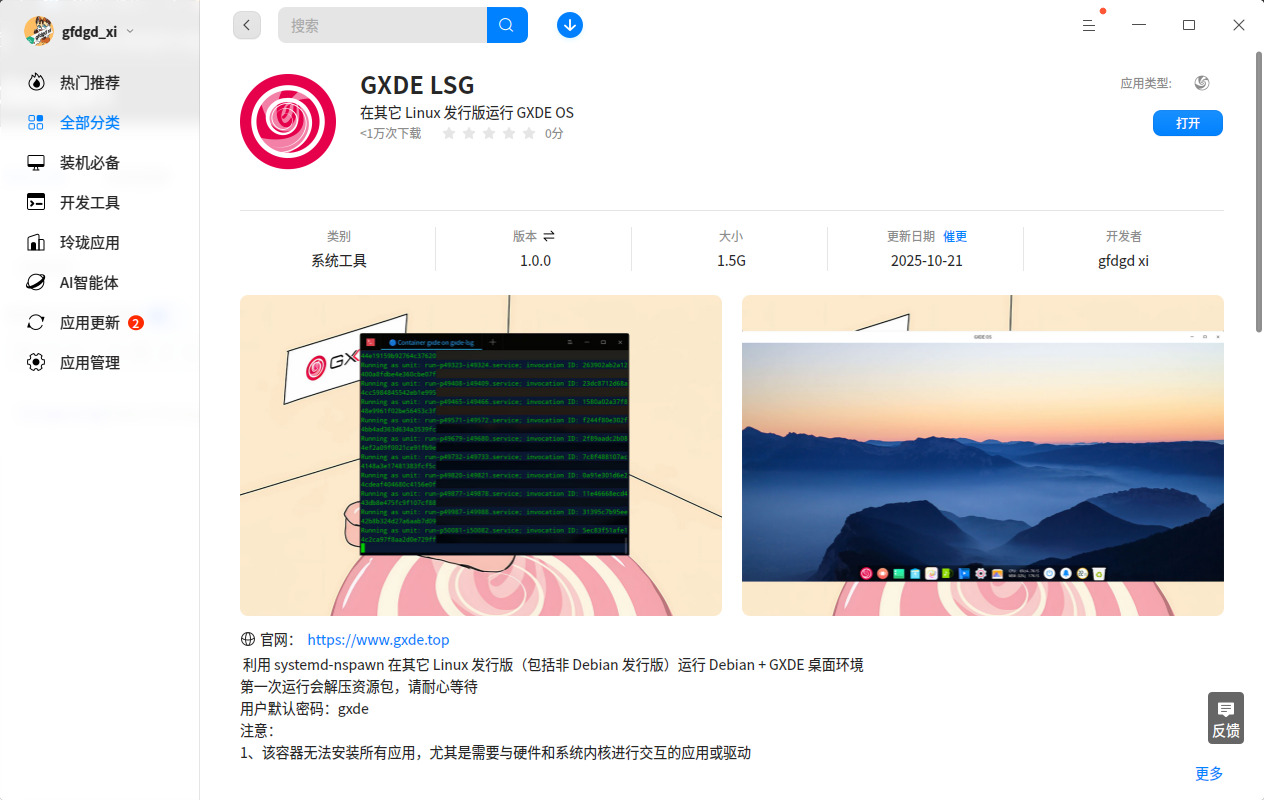 gfdgd_xi
搜索
热门推荐
全部分类
装机必备
开发工具
玲珑应用
AI智能体
应用更新 2
应用管理
GXDE LSG
在其它 Linux 发行版运行 GXDE OS
<1万次下载 0分
应用类型:
打开
类别
系统工具
版本
1.0.0
大小
1.5G
更新日期 催更
2025-10-21
开发者
gfdgd xi
Container gxde on gxde-lsg
GXDE OS
官网: https://www.gxde.top
利用 systemd-nspawn 在其它 Linux 发行版（包括非 Debian 发行版）运行 Debian + GXDE 桌面环境
第一次运行会解压资源包，请耐心等待
用户默认密码：gxde
注意：
1、该容器无法安装所有应用，尤其是需要与硬件和系统内核进行交互的应用或驱动
反馈
更多